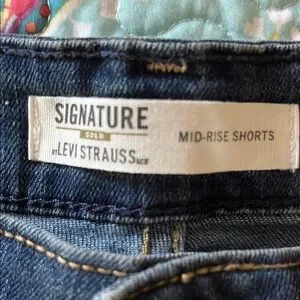 SIGNATURE
GOLD
BY LEVI STRAUSS & CO.®
MID-RISE SHORTS